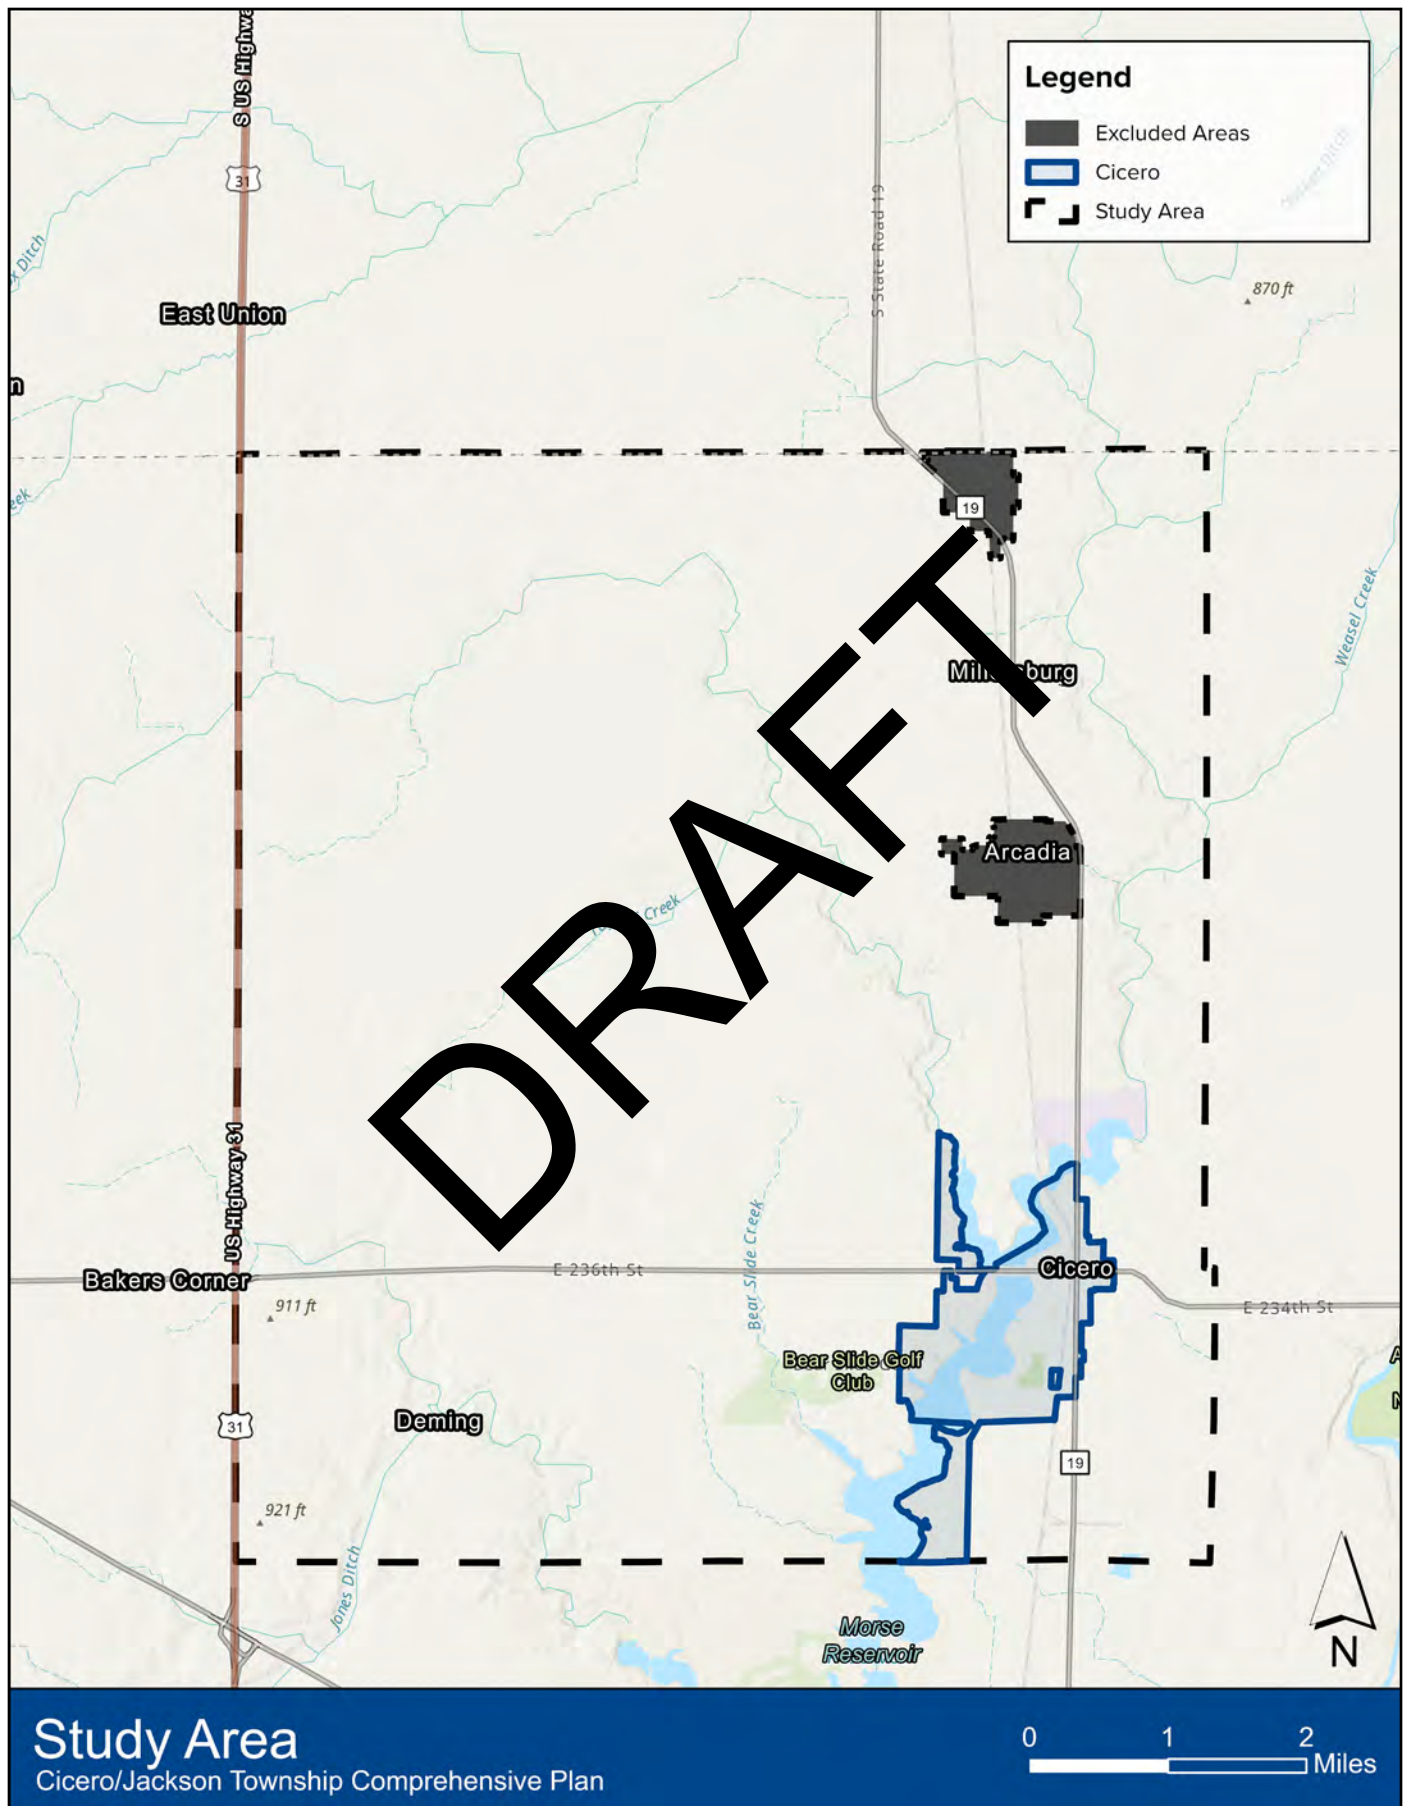 S US Highwa
Legend
Excluded Areas
Cicero
Study Area
31
S State Road 19
x Ditch
870 ft
East Union
n
eek
19
Weasel Creek
Arcadia
Creek
US Highway 31
Bear Slide Creek
E 236th St
Cicero
Bakers Corner
E 234th St
911 ft
Bear Slide Golf
Club
Deming
31
19
921 ft
Jones Ditch
Morse
Reservoir
N
DRAFT
Study Area
Cicero/Jackson Township Comprehensive Plan
0 1 2
Miles